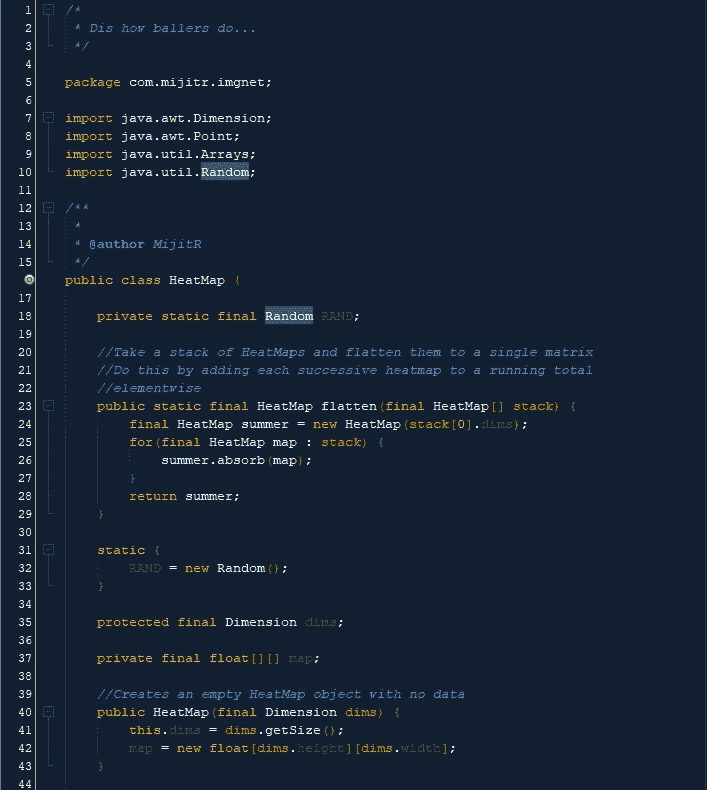 1 /*
2 * Dis how ballers do...
3 */
4
5 package com.mijitr.imgnet;
6
7 import java.awt.Dimension;
8 import java.awt.Point;
9 import java.util.Arrays;
10 import java.util.Random;
11
12 /**
13 *
14 * @author MijitR
15 */
public class HeatMap {
17
18 private static final Random RAND;
19
20 //Take a stack of HeatMaps and flatten them to a single matrix
21 //Do this by adding each successive heatmap to a running total
22 //elementwise
23 public static final HeatMap flatten(final HeatMap[] stack) {
24 final HeatMap summer = new HeatMap(stack[0].dims);
25 for(final HeatMap map : stack) {
26 summer.absorb(map);
27 }
28 return summer;
29 }
30
31 static {
32 RAND = new Random();
33 }
34
35 protected final Dimension dims;
36
37 private final float[][] map;
38
39 //Creates an empty HeatMap object with no data
40 public HeatMap(final Dimension dims) {
41 this.dims = dims.getSize();
42 map = new float[dims.height][dims.width];
43 }
44